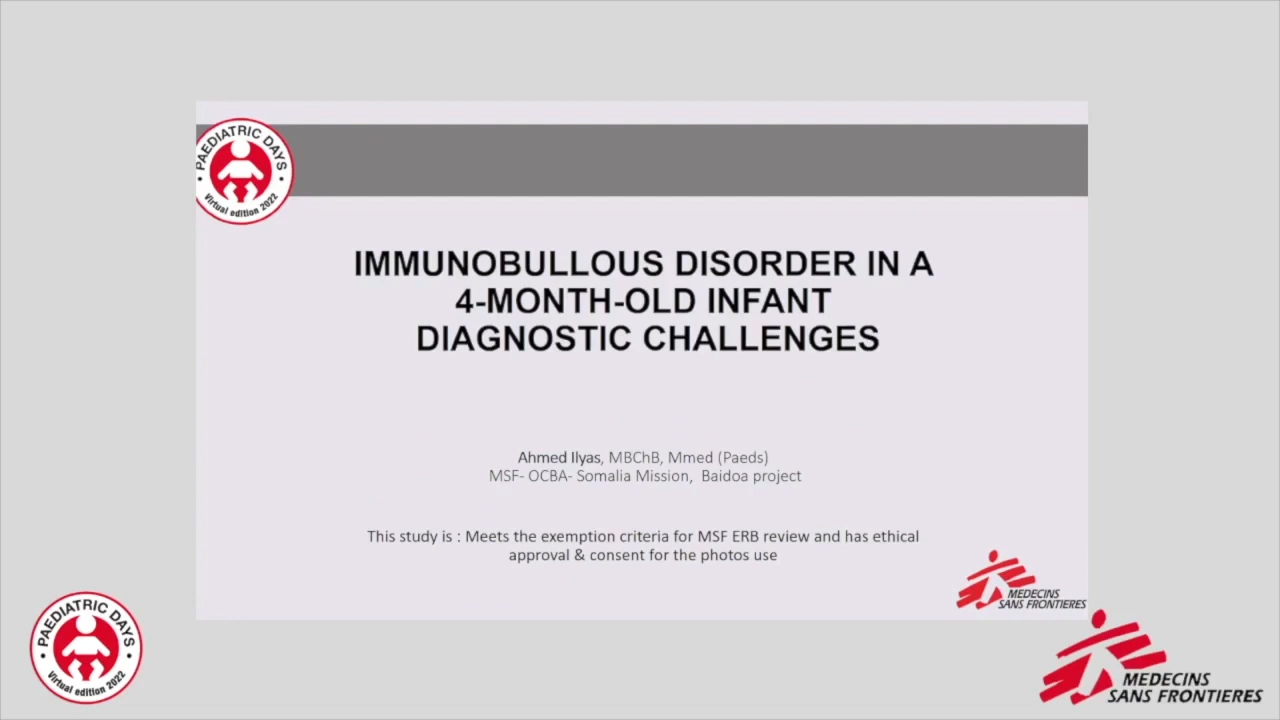 PAEDIATRIC DAYS
Virtual edition 2022
IMMUNOBULLOUS DISORDER IN A
4-MONTH-OLD INFANT
DIAGNOSTIC CHALLENGES
Ahmed Ilyas, MBChB, Mmed (Paeds)
MSF- OCBA- Somalia Mission, Baidoa project
This study is : Meets the exemption criteria for MSF ERB review and has ethical
approval & consent for the photos use
MEDECINS
SANS FRONTIERES
PAEDIATRIC DAYS
Virtual edition 2022
MEDECINS
SANS FRONTIERES